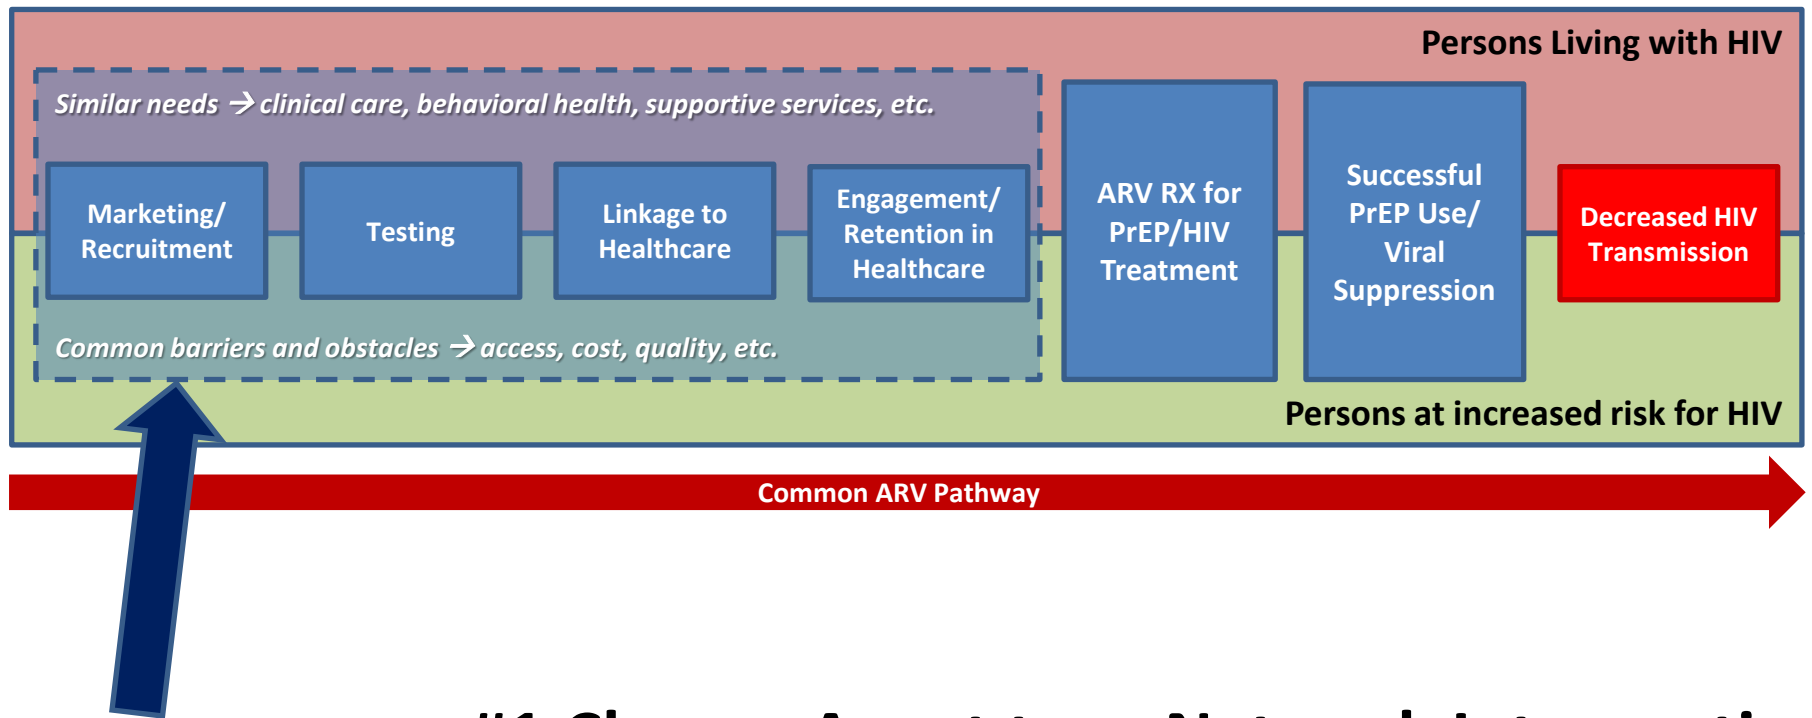 Persons Living with HIV
Similar needs → clinical care, behavioral health, supportive services, etc.
Marketing/
Recruitment
Testing
Linkage to
Healthcare
Engagement/
Retention in
Healthcare
ARV RX for
PrEP/HIV
Treatment
Successful
PrEP Use/
Viral
Suppression
Decreased HIV
Transmission
Common barriers and obstacles → access, cost, quality, etc.
Persons at increased risk for HIV
Common ARV Pathway